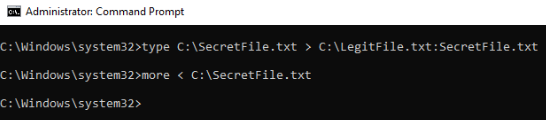 Administrator: Command Prompt
C:\Windows\system32>type C:\SecretFile.txt > C:\LegitFile.txt:SecretFile.txt
C:\Windows\system32>more < C:\SecretFile.txt
C:\Windows\system32>